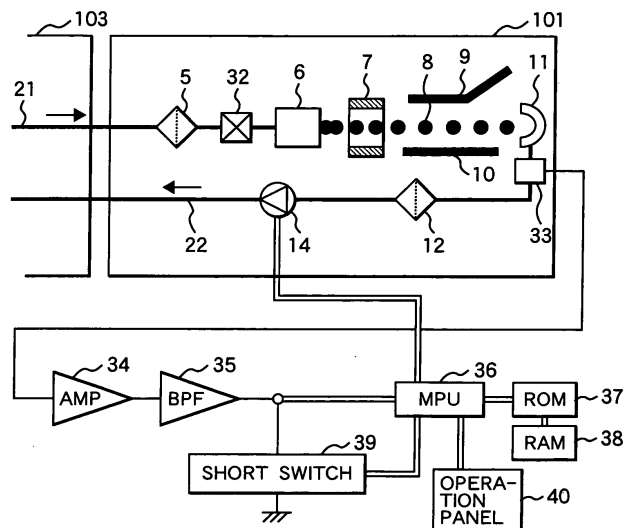 103
101
21
5
32
6
7
8
9
11
10
33
22
14
12
34
35
36
AMP
BPF
MPU
ROM
37
RAM
38
39
SHORT SWITCH
OPERA-
TION
PANEL
40